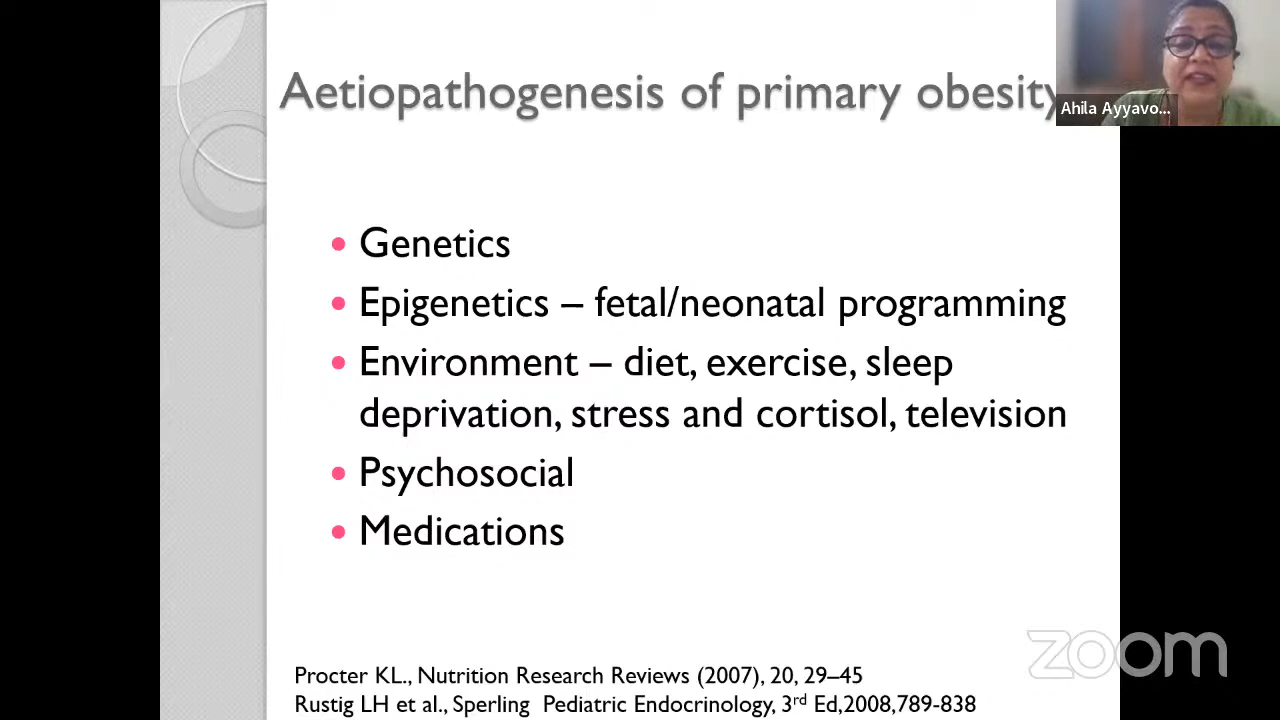 Aetiopathogenesis of primary obesity
Ahila Ayyavo...
• Genetics
• Epigenetics – fetal/neonatal programming
• Environment – diet, exercise, sleep
deprivation, stress and cortisol, television
• Psychosocial
• Medications
zoom
Procter KL., Nutrition Research Reviews (2007), 20, 29–45
Rustig LH et al., Sperling Pediatric Endocrinology, 3rd Ed,2008,789-838